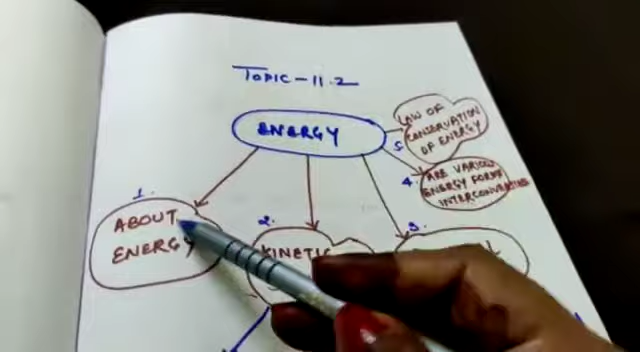 TOPIC-11.2
ENERGY
5
LAW OF
CONSERVATION
OF ENERGY
4.
ARE VARIOUS
ENERGY FORMS
INTERCONVERTIBLE
1.
ABOUT
ENERGY
2.
KINETIC
3.